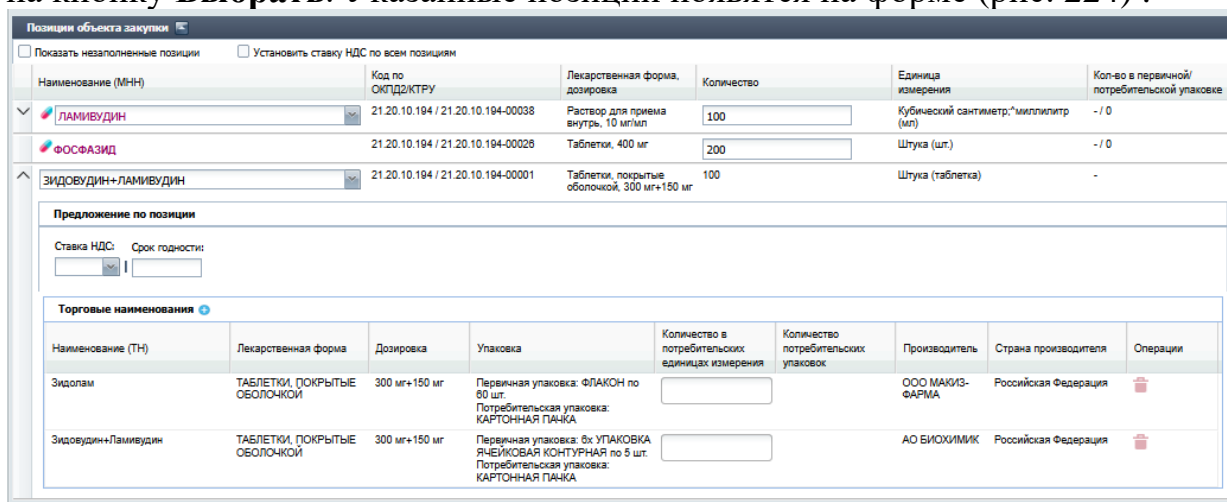 на кнопку Выбрать. Указанные позиции появятся на форме (рис. 224) .
Позиции объекта закупки
Показать незаполненные позиции Установить ставку НДС по всем позициям
Наименование (МНН) Код по ОКПД2/КТРУ Лекарственная форма, дозировка Количество Единица измерения Кол-во в первичной/ потребительской упаковке
ЛАМИВУДИН 21.20.10.194 / 21.20.10.194-00038 Раствор для приема внутрь, 10 мг/мл 100 Кубический сантиметр;^миллилитр (мл) - / 0
ФОСФАЗИД 21.20.10.194 / 21.20.10.194-00026 Таблетки, 400 мг 200 Штука (шт.) - / 0
ЗИДОВУДИН+ЛАМИВУДИН 21.20.10.194 / 21.20.10.194-00001 Таблетки, покрытые оболочкой, 300 мг+150 мг 100 Штука (таблетка) -
Предложение по позиции
Ставка НДС: Срок годности:
Торговые наименования
Наименование (ТН) Лекарственная форма Дозировка Упаковка Количество в потребительских единицах измерения Количество потребительских упаковок Производитель Страна производителя Операции
Зидолам ТАБЛЕТКИ, ПОКРЫТЫЕ ОБОЛОЧКОЙ 300 мг+150 мг Первичная упаковка: ФЛАКОН по 60 шт. Потребительская упаковка: КАРТОННАЯ ПАЧКА ООО МАКИЗ-ФАРМА Российская Федерация
Зидовудин+Ламивудин ТАБЛЕТКИ, ПОКРЫТЫЕ ОБОЛОЧКОЙ 300 мг+150 мг Первичная упаковка: 6x УПАКОВКА ЯЧЕЙКОВАЯ КОНТУРНАЯ по 5 шт. Потребительская упаковка: КАРТОННАЯ ПАЧКА АО БИОХИМИК Российская Федерация